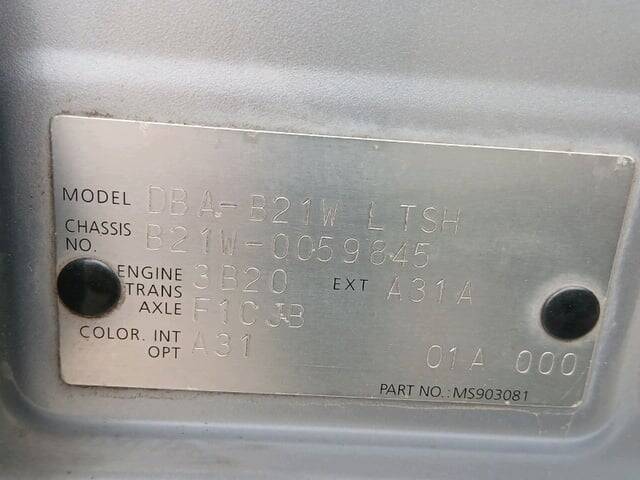 MODEL DBA-B21W LTSH
CHASSIS NO. B21W-0059845
ENGINE 3B20 EXT A31A
TRANS AXLE F1CJB
COLOR. INT A31
OPT 01A 000
PART NO.: MS903081